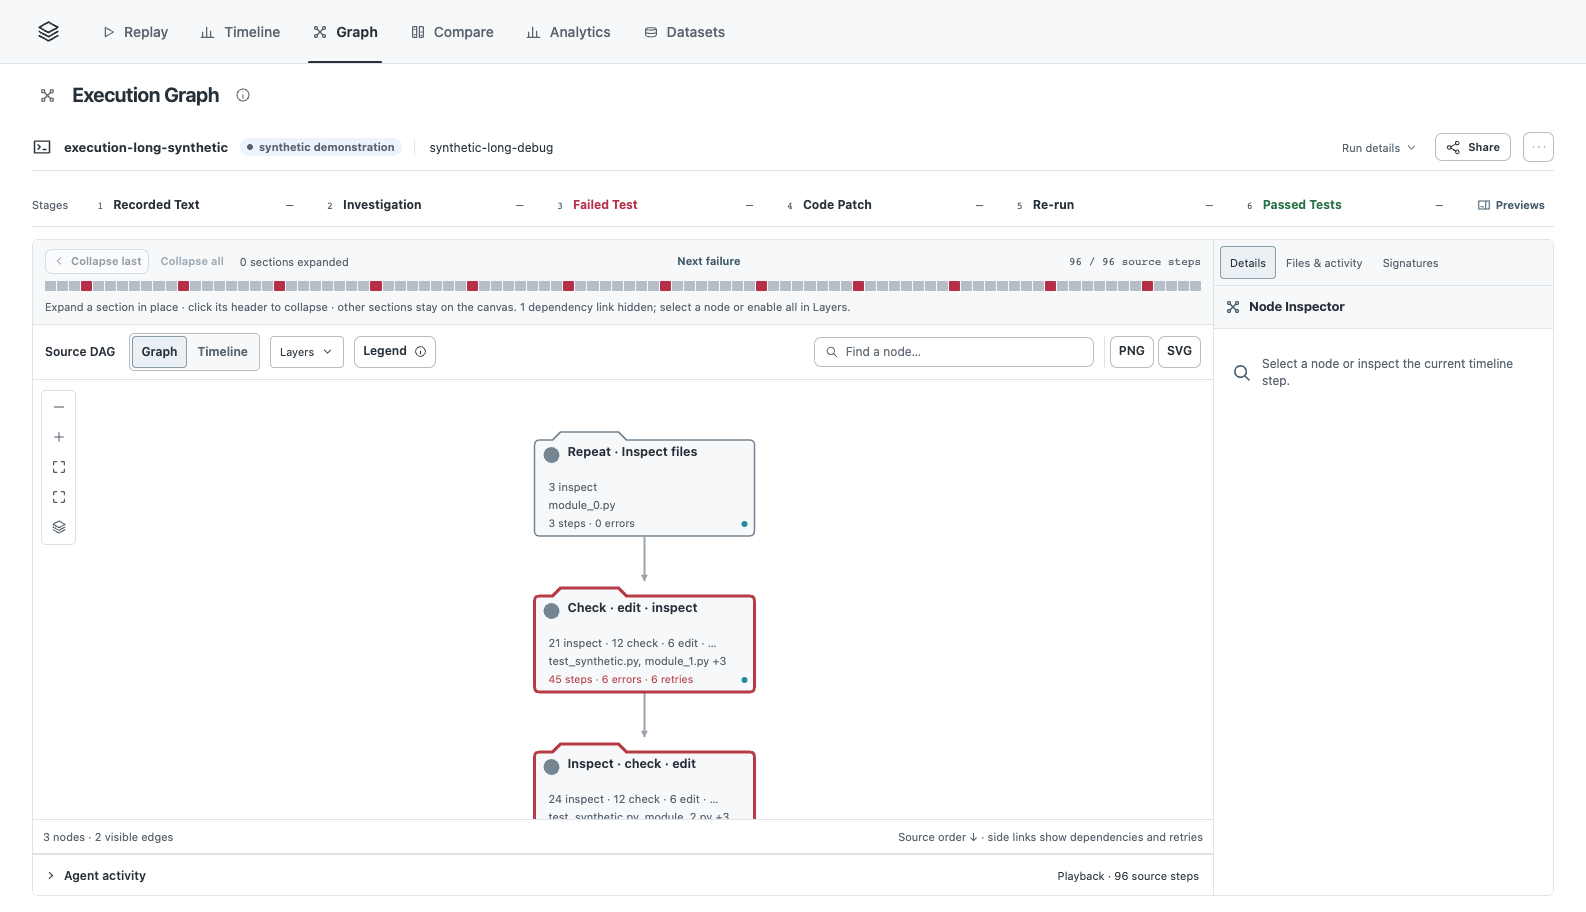 Replay
Timeline
Graph
Compare
Analytics
Datasets
Execution Graph
execution-long-synthetic
synthetic demonstration
synthetic-long-debug
Run details
Share
Stages
1 Recorded Text –
2 Investigation –
3 Failed Test –
4 Code Patch –
5 Re-run –
6 Passed Tests –
Previews
Collapse last
Collapse all
0 sections expanded
Next failure
96 / 96 source steps
Expand a section in place · click its header to collapse · other sections stay on the canvas. 1 dependency link hidden; select a node or enable all in Layers.
Source DAG
Graph
Timeline
Layers
Legend
Find a node...
PNG
SVG
Repeat · Inspect files
3 inspect
module_0.py
3 steps · 0 errors
Check · edit · inspect
21 inspect · 12 check · 6 edit · ...
test_synthetic.py, module_1.py +3
45 steps · 6 errors · 6 retries
Inspect · check · edit
24 inspect · 12 check · 6 edit · ...
test_synthetic.py, module_2.py +3
3 nodes · 2 visible edges
Source order ↓ · side links show dependencies and retries
Agent activity
Playback · 96 source steps
Details
Files & activity
Signatures
Node Inspector
Select a node or inspect the current timeline
step.